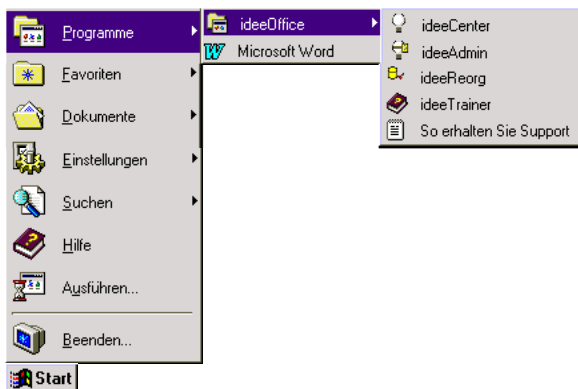 Programme
Favoriten
Dokumente
Einstellungen
Suchen
Hilfe
Ausführen...
Beenden...
Start
ideeOffice
Microsoft Word
ideeCenter
ideeAdmin
ideeReorg
ideeTrainer
So erhalten Sie Support